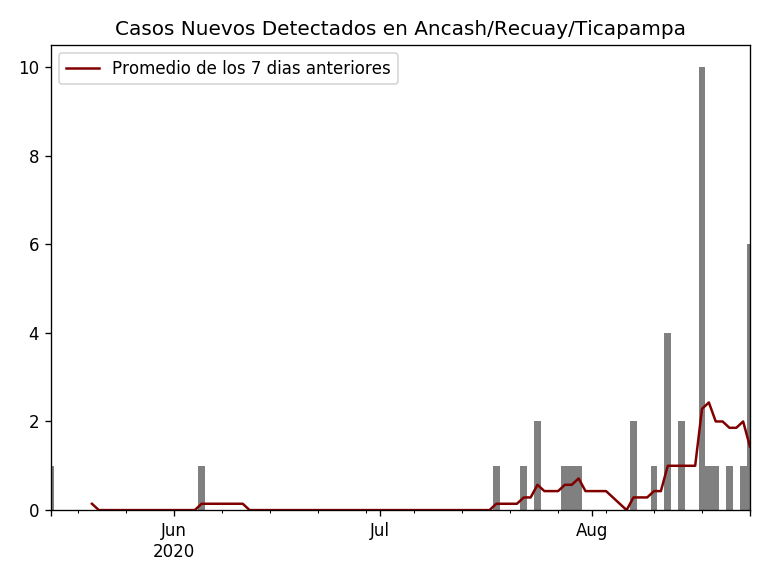 Casos Nuevos Detectados en Ancash/Recuay/Ticapampa
Promedio de los 7 dias anteriores
10
8
6
4
2
0
Jun
2020
Jul
Aug